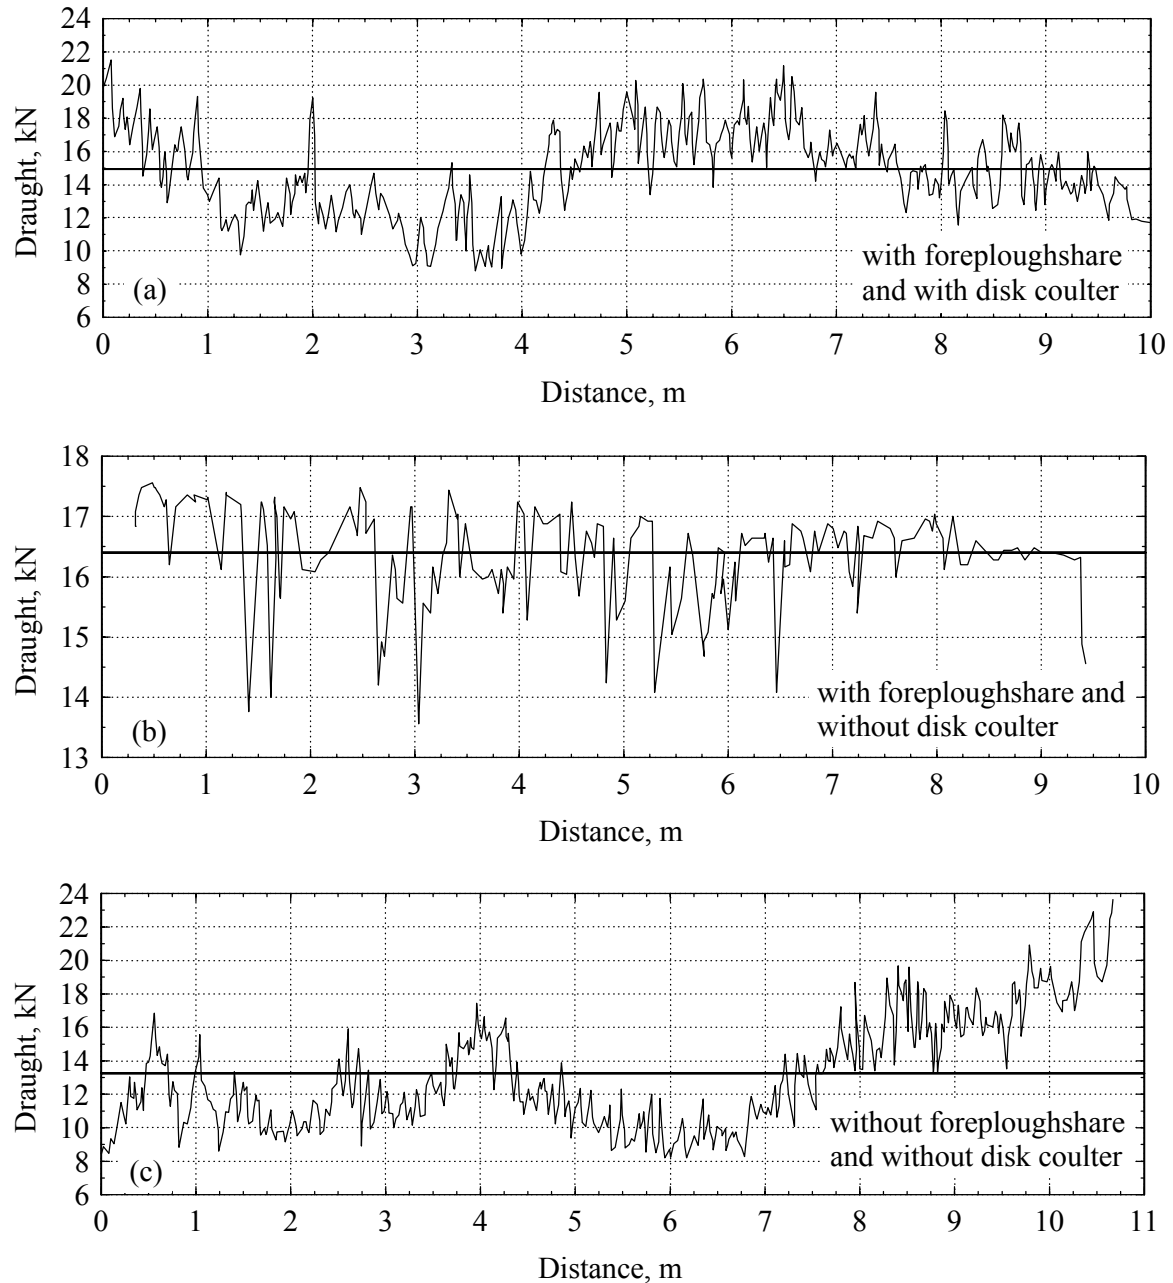 24
22
20
18
16
14
12
10
8
6
Draught, kN
(a)
with foreploughshare
and with disk coulter
0 1 2 3 4 5 6 7 8 9 10
Distance, m
18
17
16
15
14
13
Draught, kN
(b)
with foreploughshare and
without disk coulter
0 1 2 3 4 5 6 7 8 9 10
Distance, m
24
22
20
18
16
14
12
10
8
6
Draught, kN
(c)
without foreploughshare
and without disk coulter
0 1 2 3 4 5 6 7 8 9 10 11
Distance, m